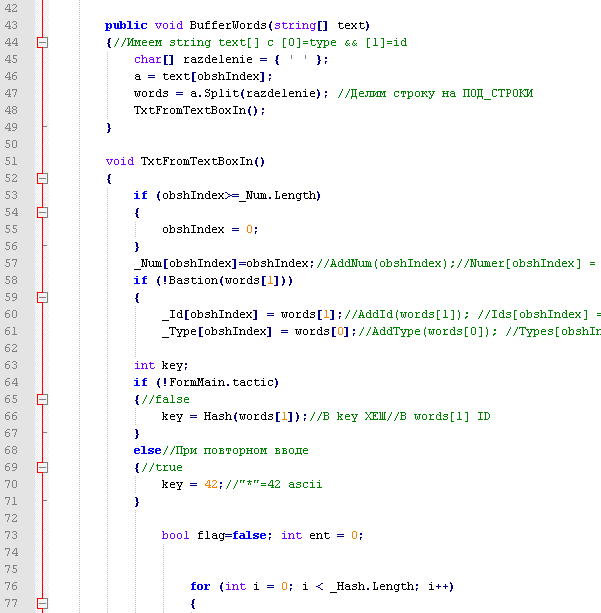 42
43 public void BufferWords(string[] text)
44 {//Имеем string text[] с [0]=type && [1]=id
45 char[] razdelenie = { ' ' };
46 a = text[obshIndex];
47 words = a.Split(razdelenie); //Делим строку на ПОД_СТРОКИ
48 TxtFromTextBoxIn();
49 }
50
51 void TxtFromTextBoxIn()
52 {
53 if (obshIndex>=_Num.Length)
54 {
55 obshIndex = 0;
56 }
57 _Num[obshIndex]=obshIndex;//AddNum(obshIndex);//Numer[obshIndex] =
58 if (!Bastion(words[1]))
59 {
60 _Id[obshIndex] = words[1];//AddId(words[1]); //Ids[obshIndex] =
61 _Type[obshIndex] = words[0];//AddType(words[0]); //Types[obshIn
62
63 int key;
64 if (!FormMain.tactic)
65 {//false
66 key = Hash(words[1]);//В key ХЕШ//В words[1] ID
67 }
68 else//При повторном вводе
69 {//true
70 key = 42;//"*"=42 ascii
71 }
72
73 bool flag=false; int ent = 0;
74
75
76 for (int i = 0; i < _Hash.Length; i++)
77 {